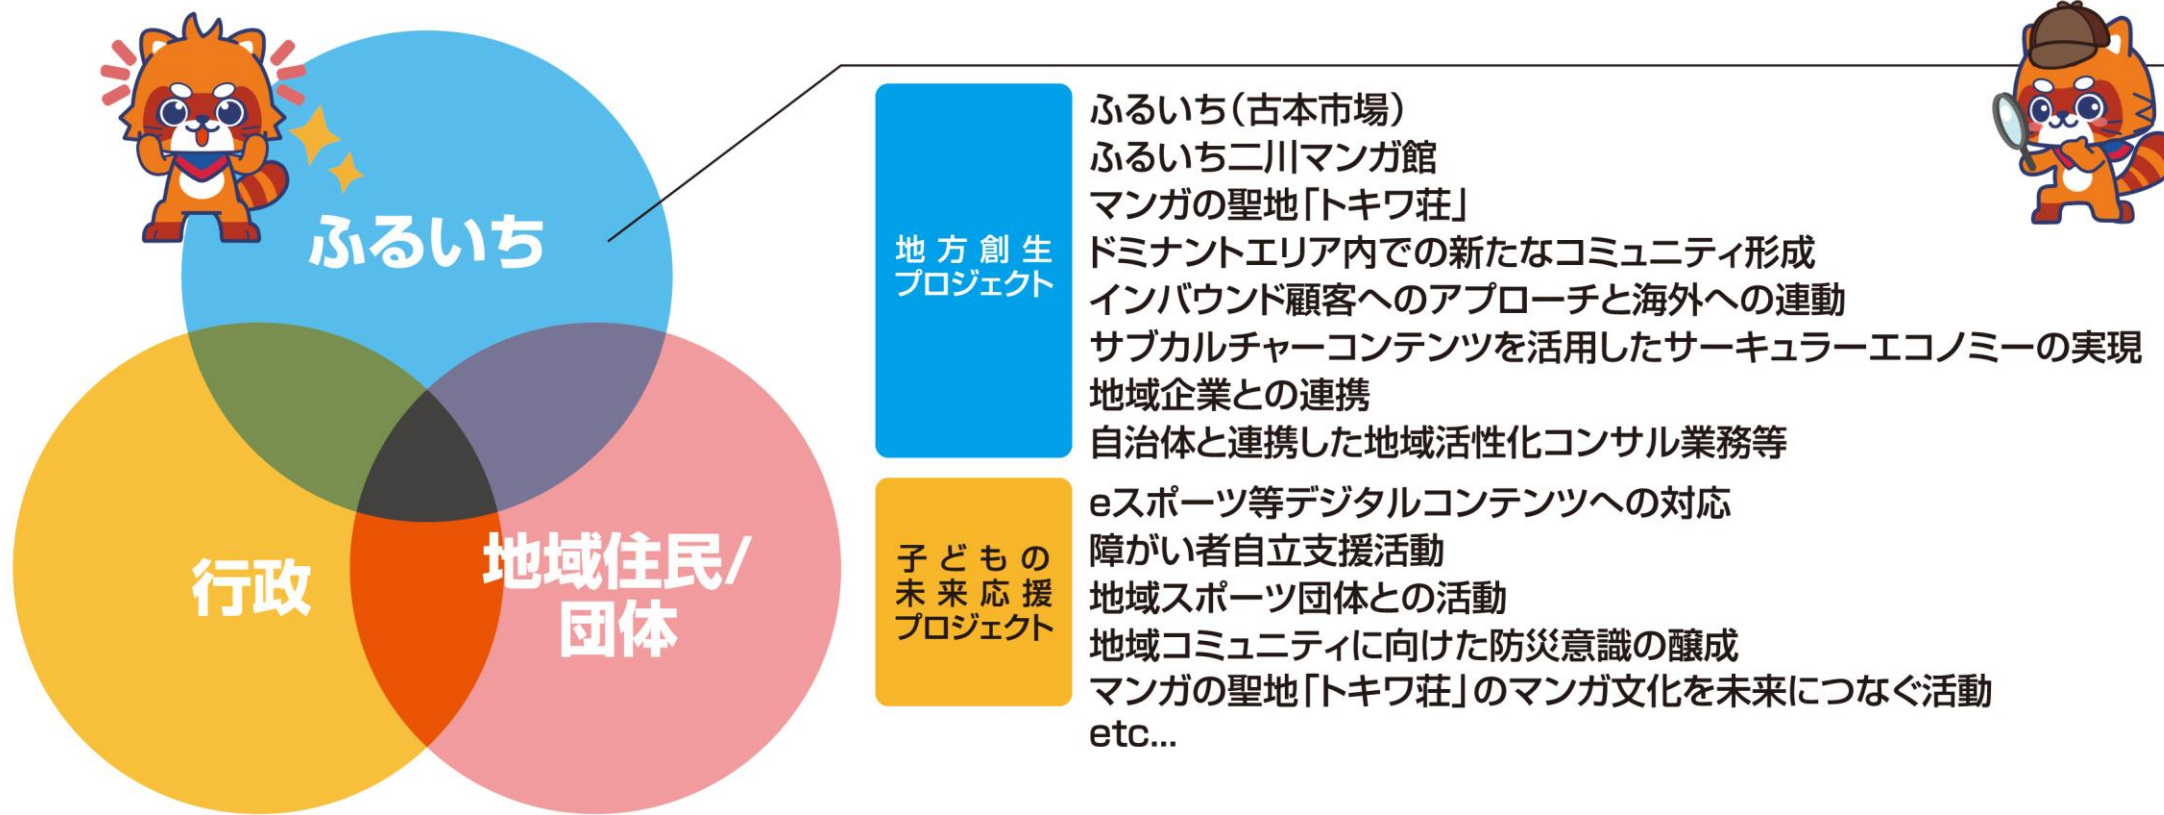 ふるいち
行政
地域住民/
団体
地方創生
プロジェクト
ふるいち（古本市場）
ふるいち二川マンガ館
マンガの聖地「トキワ荘」
ドミナントエリア内での新たなコミュニティ形成
インバウンド顧客へのアプローチと海外への連動
サブカルチャーコンテンツを活用したサーキュラーエコノミーの実現
地域企業との連携
自治体と連携した地域活性化コンサル業務等
子どもの
未来応援
プロジェクト
eスポーツ等デジタルコンテンツへの対応
障がい者自立支援活動
地域スポーツ団体との活動
地域コミュニティに向けた防災意識の醸成
マンガの聖地「トキワ荘」のマンガ文化を未来につなぐ活動
etc...